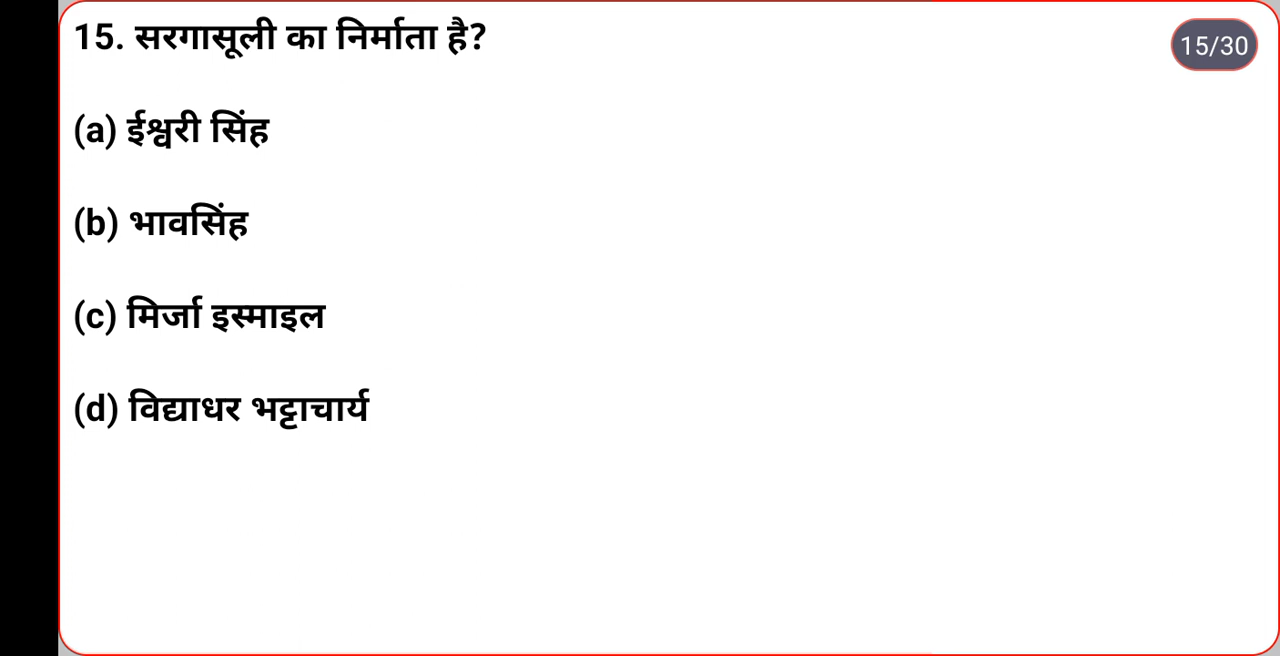 15. सरगासूली का निर्माता है?
15/30
(a) ईश्वरी सिंह
(b) भावसिंह
(c) मिर्जा इस्माइल
(d) विद्याधर भट्टाचार्य